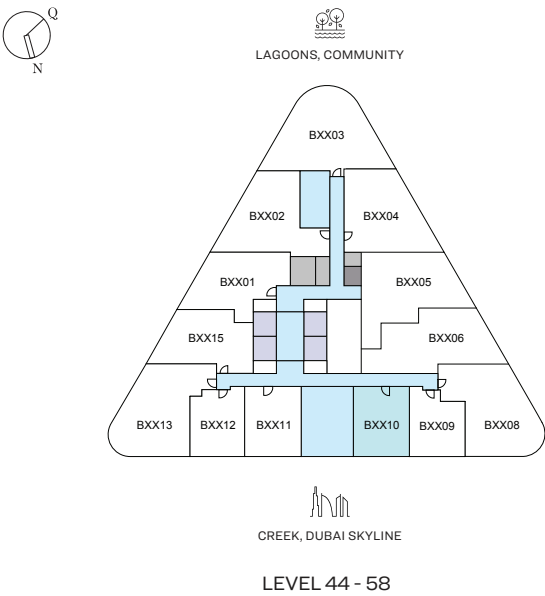 Q
N
LAGOONS, COMMUNITY
BXX03
BXX02
BXX04
BXX01
BXX05
BXX15
BXX06
BXX13
BXX12
BXX11
BXX10
BXX09
BXX08
CREEK, DUBAI SKYLINE
LEVEL 44 - 58